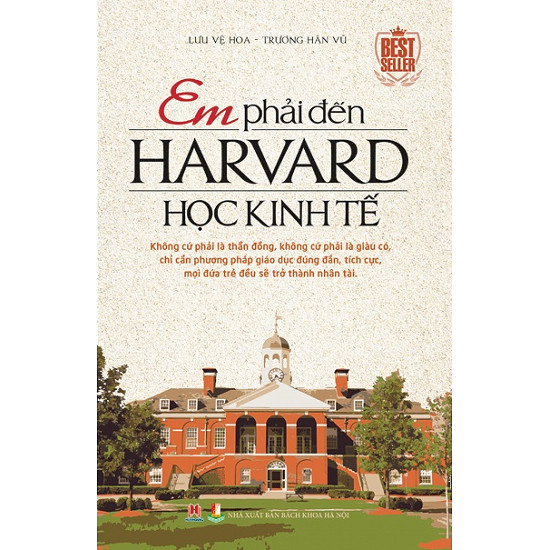 LƯU VỆ HOA - TRƯƠNG HÂN VŨ
BEST
SELLER
Em phải đến
HARVARD
HỌC KINH TẾ
Không cứ phải là thần đồng, không cứ phải là giàu có,
chỉ cần phương pháp giáo dục đúng đắn, tích cực,
mọi đứa trẻ đều sẽ trở thành nhân tài.
NHÀ XUẤT BẢN BÁCH KHOA HÀ NỘI